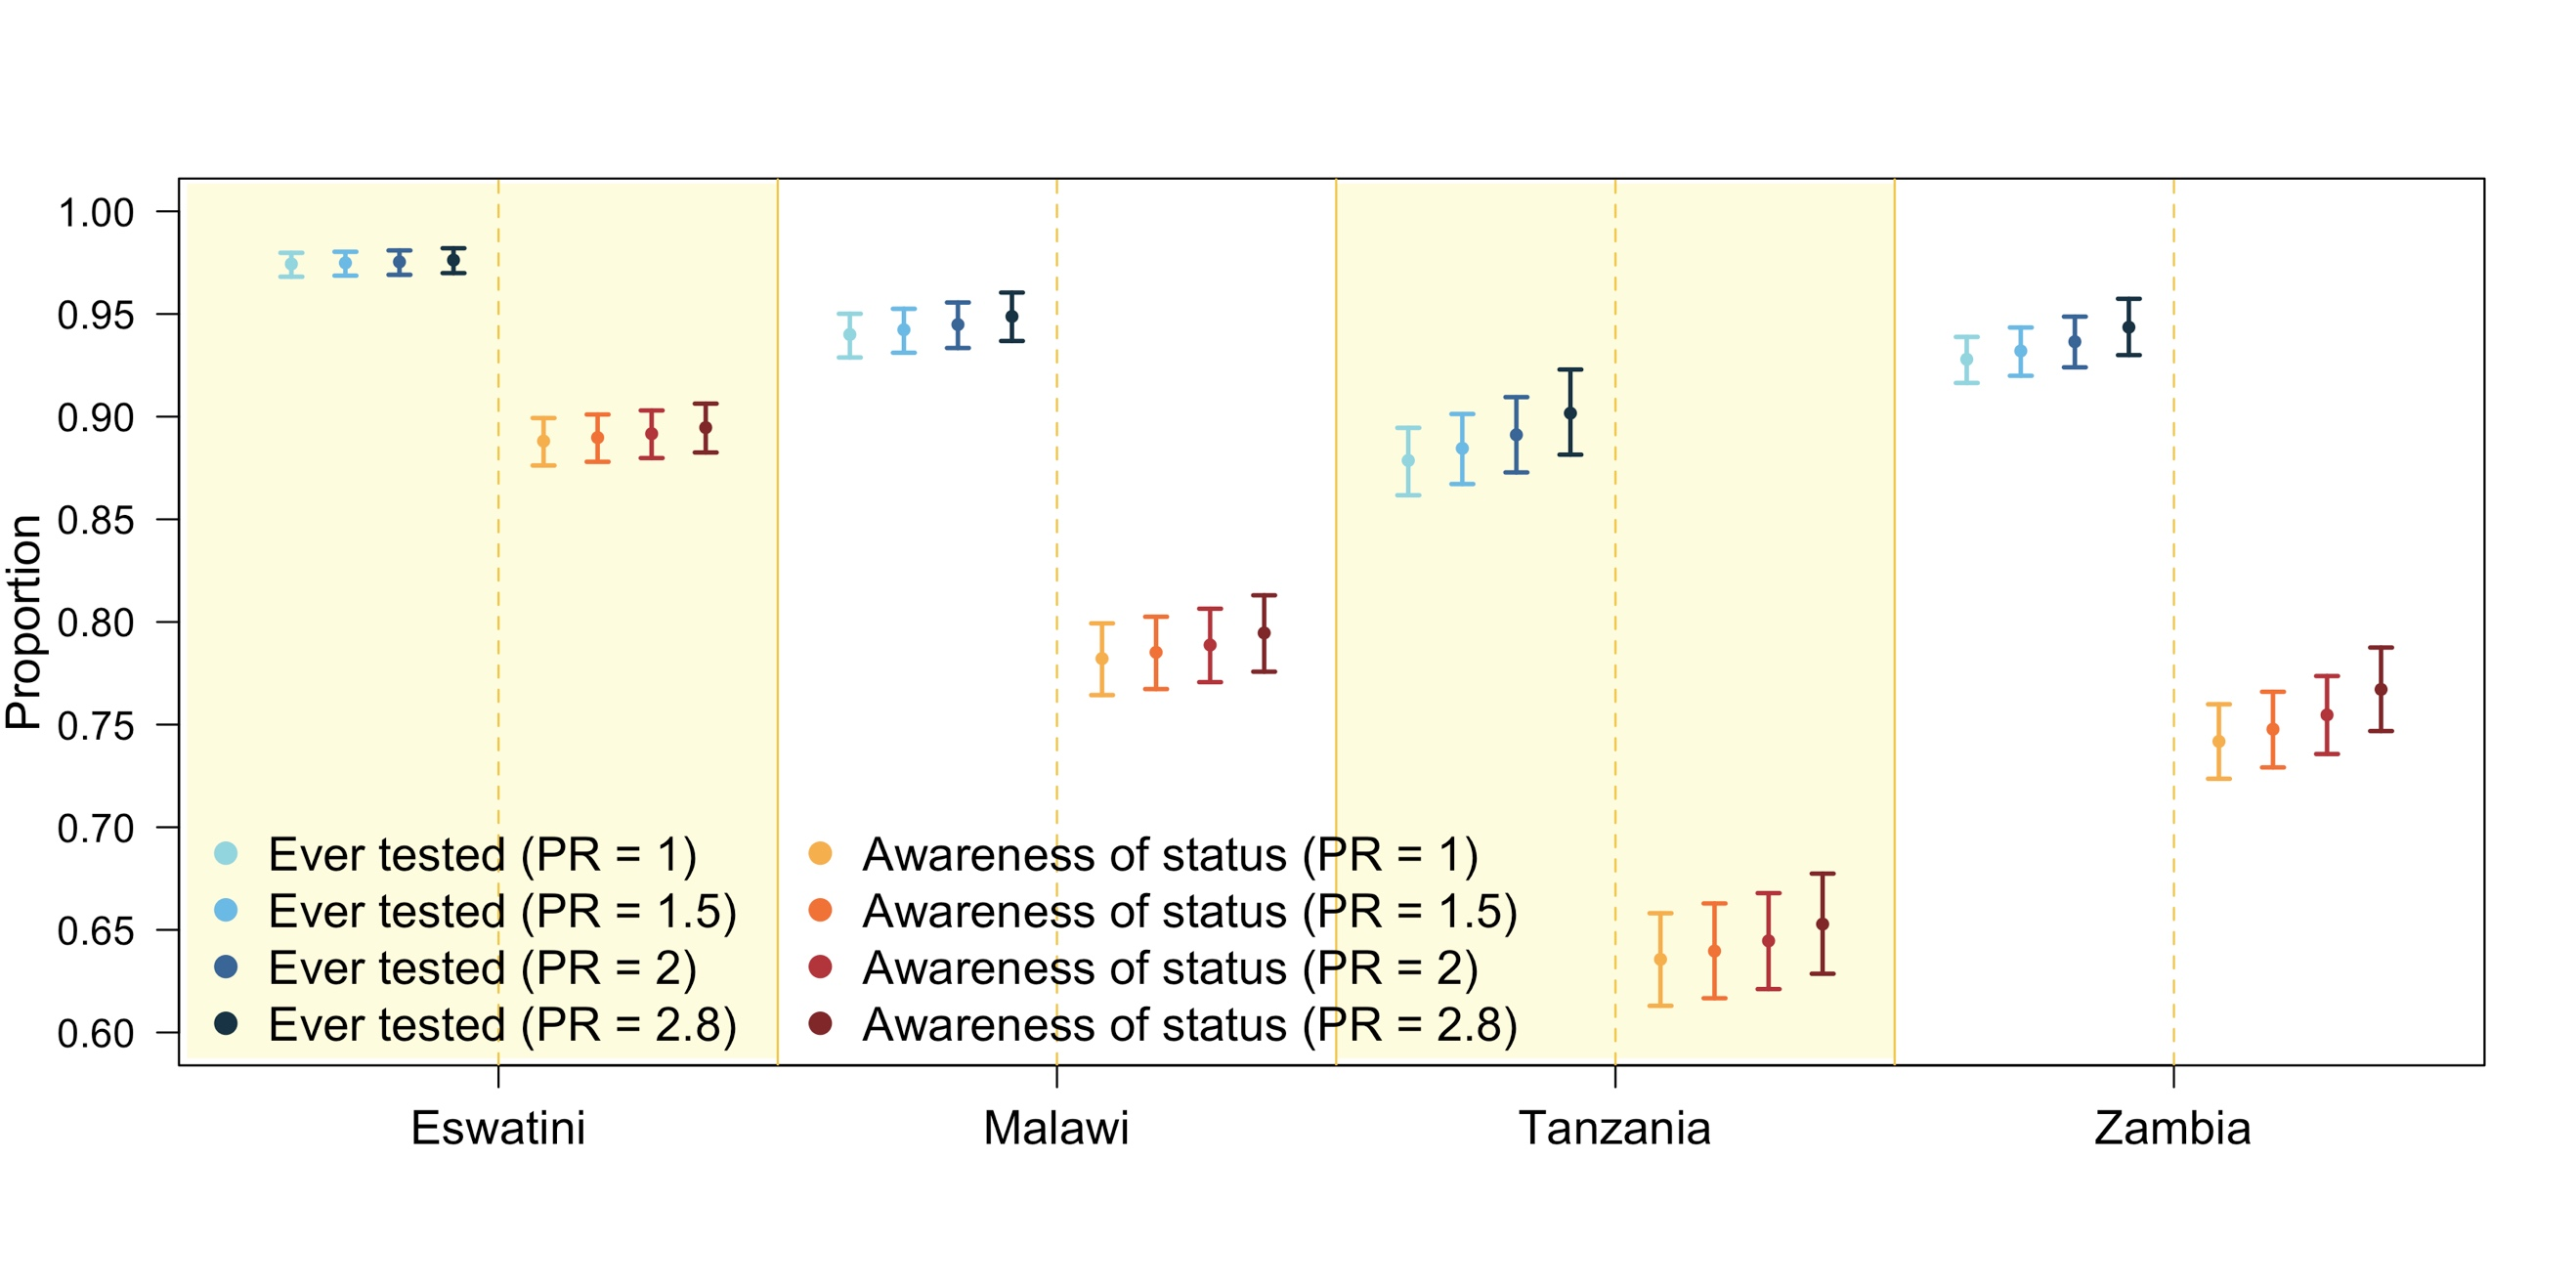 1.00
0.95
0.90
0.85
0.80
0.75
0.70
0.65
0.60
Proportion
Ever tested (PR = 1)
Ever tested (PR = 1.5)
Ever tested (PR = 2)
Ever tested (PR = 2.8)
Awareness of status (PR = 1)
Awareness of status (PR = 1.5)
Awareness of status (PR = 2)
Awareness of status (PR = 2.8)
Eswatini
Malawi
Tanzania
Zambia